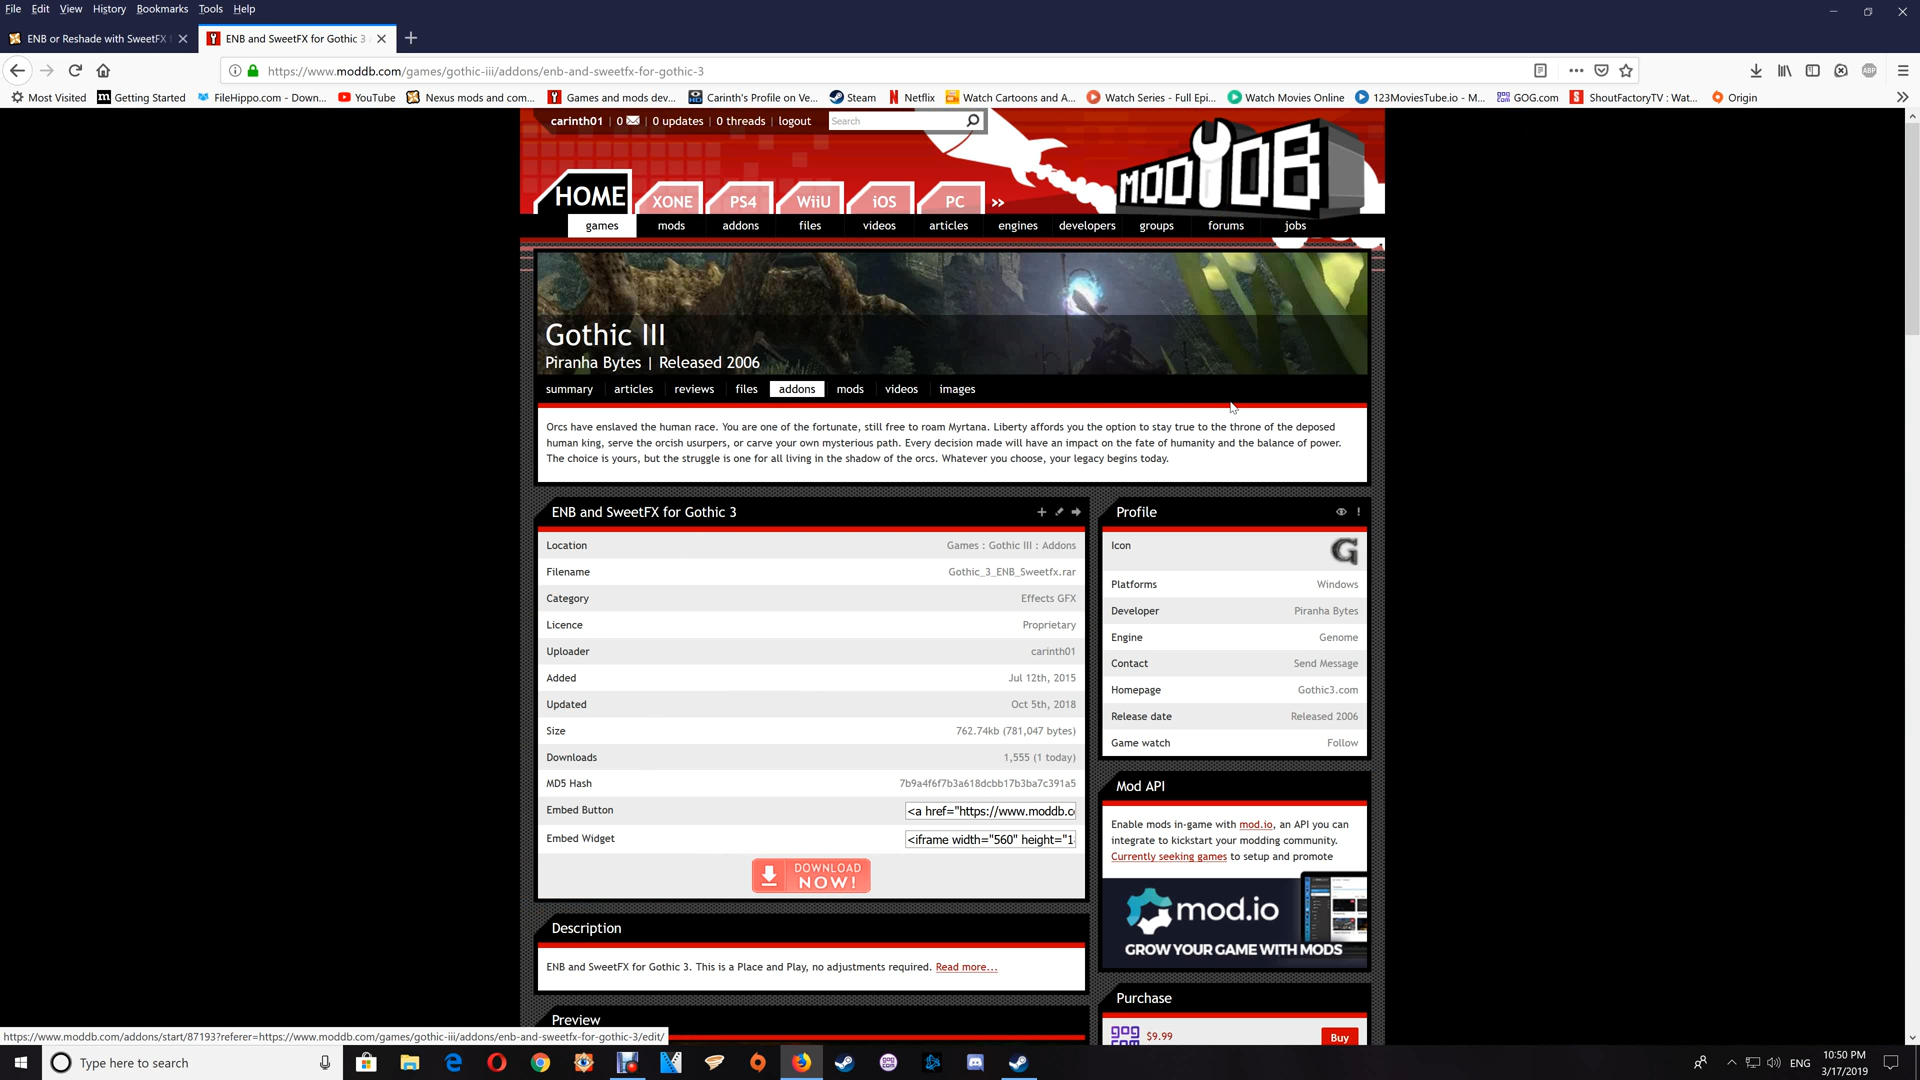 File Edit View History Bookmarks Tools Help
ENB or Reshade with SweetFX
ENB and SweetFX for Gothic 3
https://www.moddb.com/games/gothic-iii/addons/enb-and-sweetfx-for-gothic-3
Most Visited Getting Started FileHippo.com - Down... YouTube Nexus mods and com... Games and mods dev... Carinth's Profile on Ve... Steam Netflix Watch Cartoons and A... Watch Series - Full Epi... Watch Movies Online 123MoviesTube.io - M... GOG.com ShoutFactoryTV : Wat... Origin
carinth01 | 0 | 0 updates | 0 threads | logout Search
MODDB
HOME XONE PS4 WiiU iOS PC »
games mods addons files videos articles engines developers groups forums jobs
Gothic III
Piranha Bytes | Released 2006
summary articles reviews files addons mods videos images
Orcs have enslaved the human race. You are one of the fortunate, still free to roam Myrtana. Liberty affords you the option to stay true to the throne of the deposed
human king, serve the orcish usurpers, or carve your own mysterious path. Every decision made will have an impact on the fate of humanity and the balance of power.
The choice is yours, but the struggle is one for all living in the shadow of the orcs. Whatever you choose, your legacy begins today.
ENB and SweetFX for Gothic 3
Location Games : Gothic III : Addons
Filename Gothic_3_ENB_Sweetfx.rar
Category Effects GFX
Licence Proprietary
Uploader carinth01
Added Jul 12th, 2015
Updated Oct 5th, 2018
Size 762.74kb (781,047 bytes)
Downloads 1,555 (1 today)
MD5 Hash 7b9a4f6f7b3a618dcbb17b3ba7c391a5
Embed Button <a href="https://www.moddb.c
Embed Widget <iframe width="560" height="1
DOWNLOAD
NOW!
Description
ENB and SweetFX for Gothic 3. This is a Place and Play, no adjustments required. Read more...
Preview
Profile
Icon
Platforms Windows
Developer Piranha Bytes
Engine Genome
Contact Send Message
Homepage Gothic3.com
Release date Released 2006
Game watch Follow
Mod API
Enable mods in-game with mod.io, an API you can
integrate to kickstart your modding community.
Currently seeking games to setup and promote
mod.io
GROW YOUR GAME WITH MODS
Purchase
$9.99 Buy
https://www.moddb.com/addons/start/87193?referer=https://www.moddb.com/games/gothic-iii/addons/enb-and-sweetfx-for-gothic-3/edit/
Type here to search
ENG
10:50 PM
3/17/2019